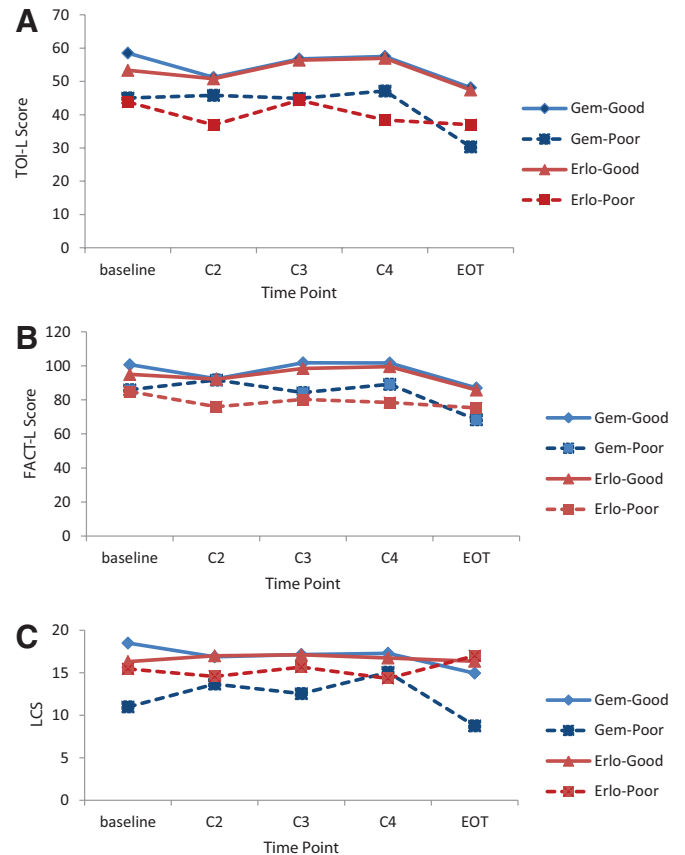 A
70
60
50
40
30
20
10
0
TOI-L Score
baseline C2 C3 C4 EOT
Time Point
Gem-Good
Gem-Poor
Erlo-Good
Erlo-Poor
B
120
100
80
60
40
20
0
FACT-L Score
baseline C2 C3 C4 EOT
Time Point
Gem-Good
Gem-Poor
Erlo-Good
Erlo-Poor
C
20
15
10
5
0
LCS
baseline C2 C3 C4 EOT
Time Point
Gem-Good
Gem-Poor
Erlo-Good
Erlo-Poor